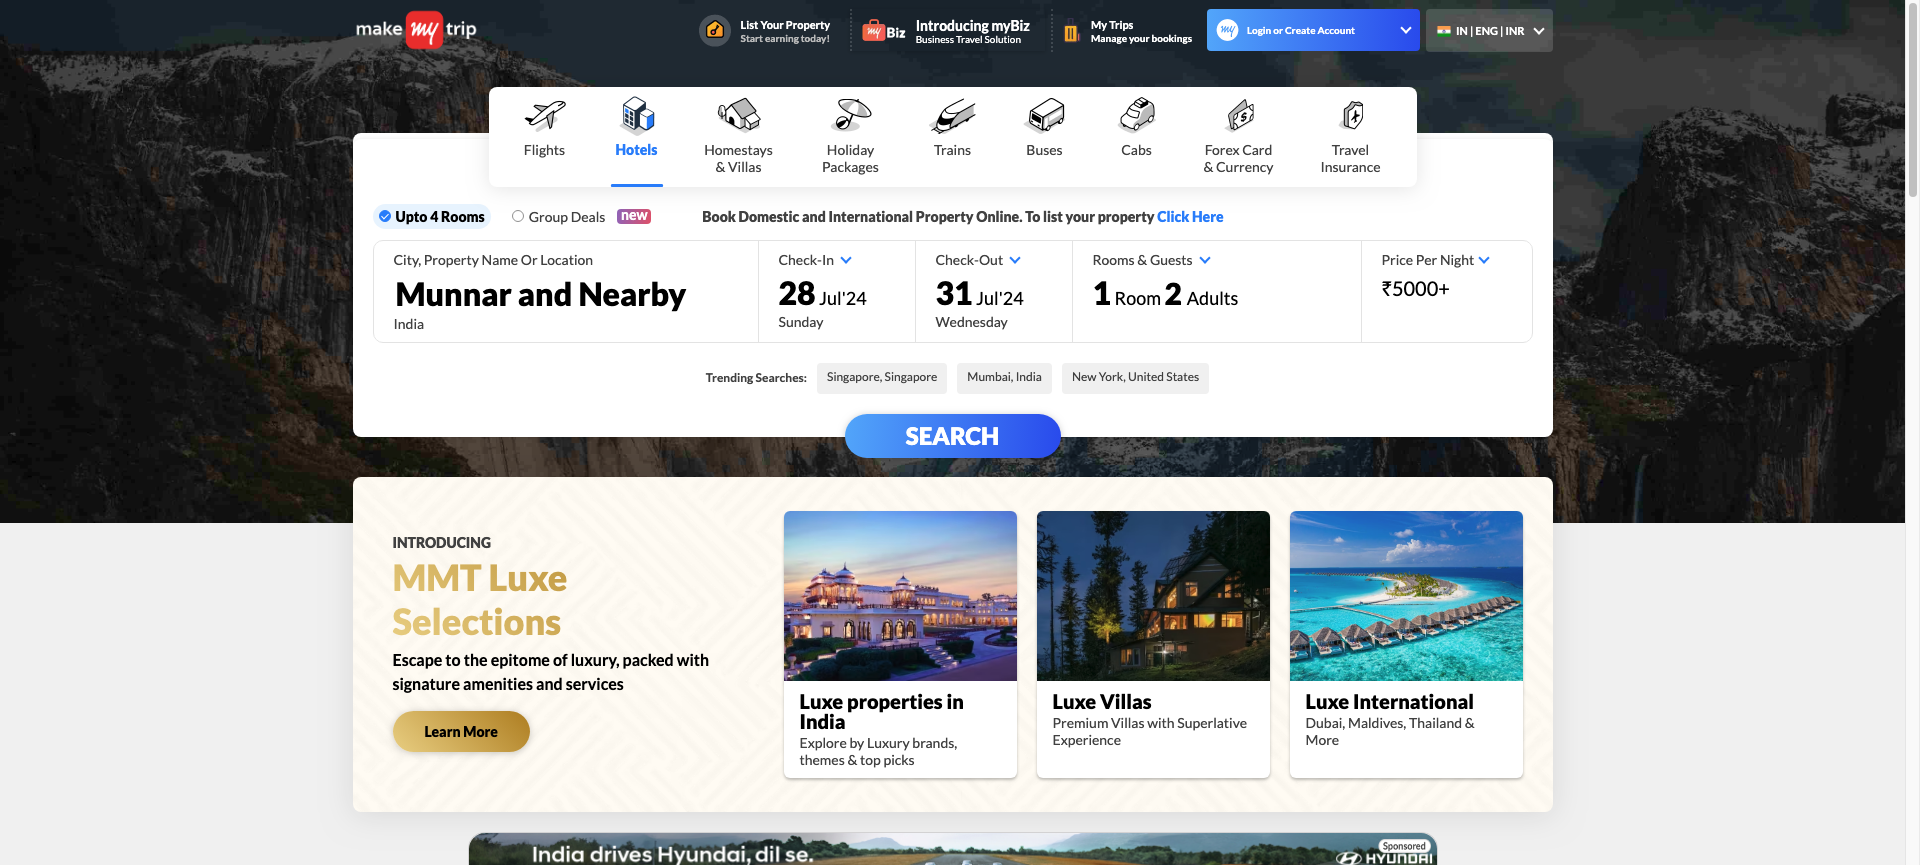 make my trip
List Your Property
Start earning today!
my Biz
Introducing myBiz
Business Travel Solution
My Trips
Manage your bookings
my Login or Create Account
IN | ENG | INR
Flights
Hotels
Homestays
& Villas
Holiday
Packages
Trains
Buses
Cabs
Forex Card
& Currency
Travel
Insurance
Upto 4 Rooms
Group Deals new
Book Domestic and International Property Online. To list your property Click Here
City, Property Name Or Location
Munnar and Nearby
India
Check-In
28 Jul'24
Sunday
Check-Out
31 Jul'24
Wednesday
Rooms & Guests
1 Room 2 Adults
Price Per Night
₹5000+
Trending Searches: Singapore, Singapore Mumbai, India New York, United States
SEARCH
INTRODUCING
MMT Luxe
Selections
Escape to the epitome of luxury, packed with
signature amenities and services
Learn More
Luxe properties in
India
Explore by Luxury brands,
themes & top picks
Luxe Villas
Premium Villas with Superlative
Experience
Luxe International
Dubai, Maldives, Thailand &
More
India drives Hyundai, dil se.
Sponsored
HYUNDAI